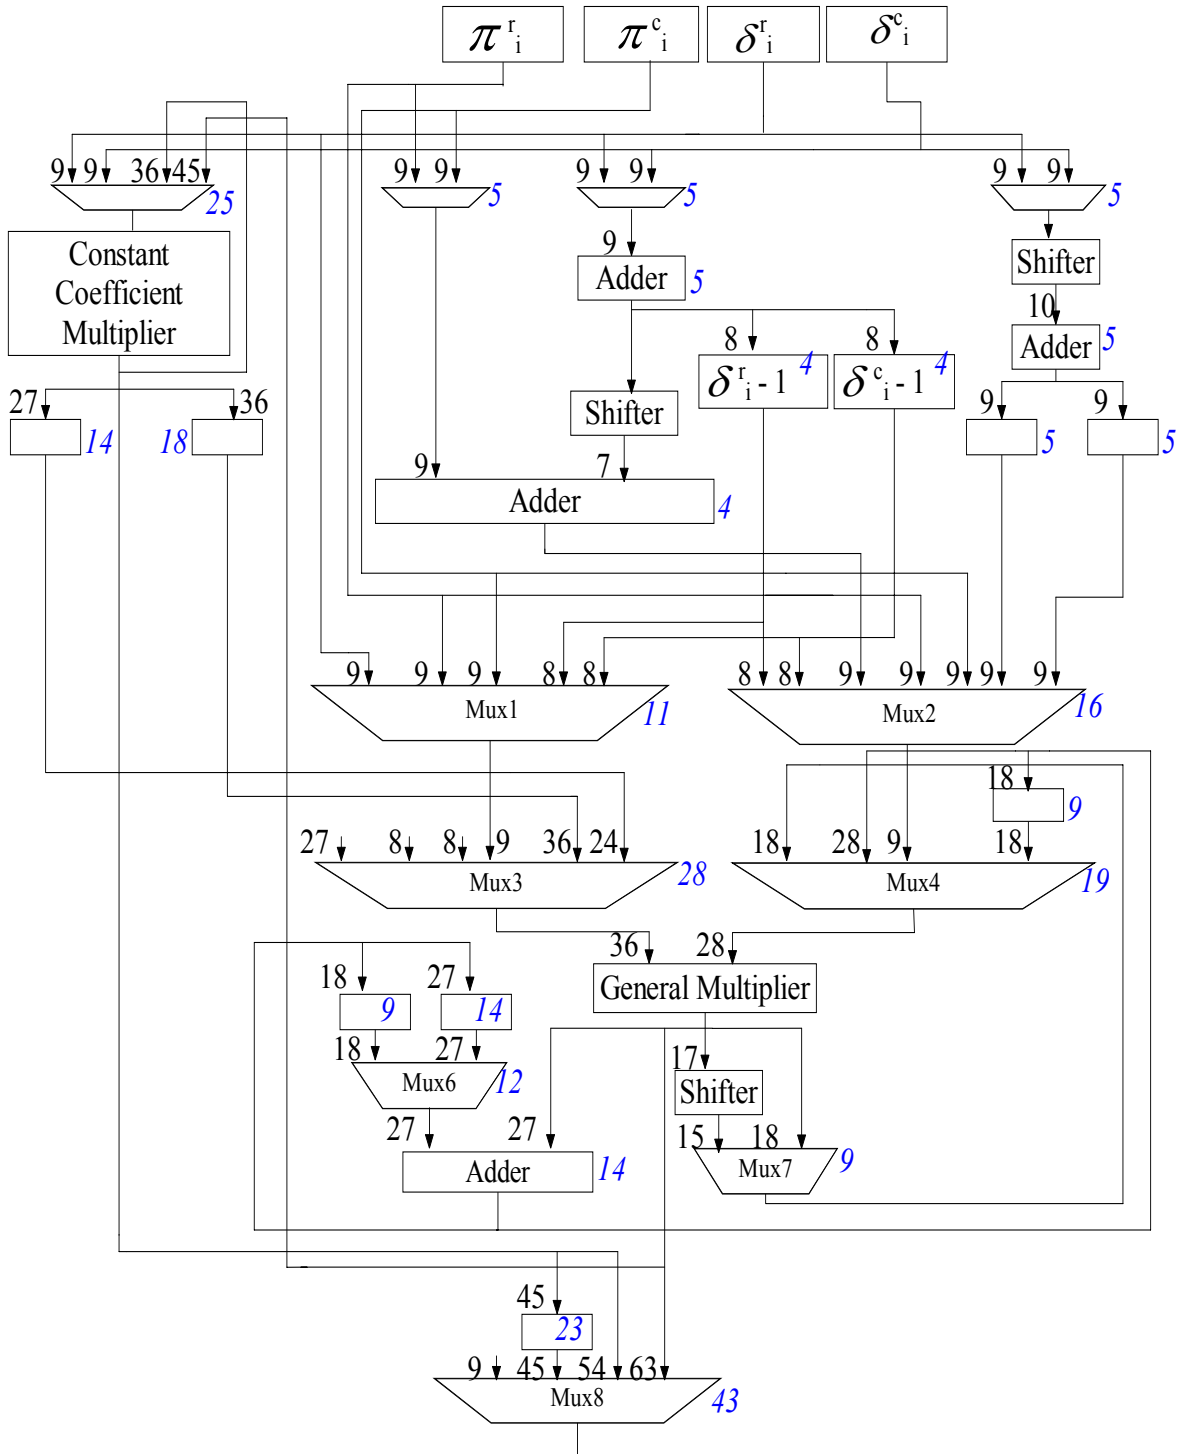 π r i π c i δ r i δ c i
9 9 36 45 9 9 9 9 9 9
25 5 5 5
Constant
Coefficient
Multiplier
9
Adder 5
Shifter
10
Adder 5
8 8
δ r i - 1 4 δ c i - 1 4
27 36 9 9
14 18 5 5
Shifter
9 7
Adder 4
9 9 9 8 8 8 8 9 9 9 9 9
Mux1 11 Mux2 16
18
9
27 8 8 9 36 24 18 28 9 18
Mux3 28 Mux4 19
36 28
General Multiplier
18 27
9 14
18 27
Mux6 12
17
Shifter
27 27 15 18
Adder 14 Mux7 9
45
23
9 45 54 63
Mux8 43